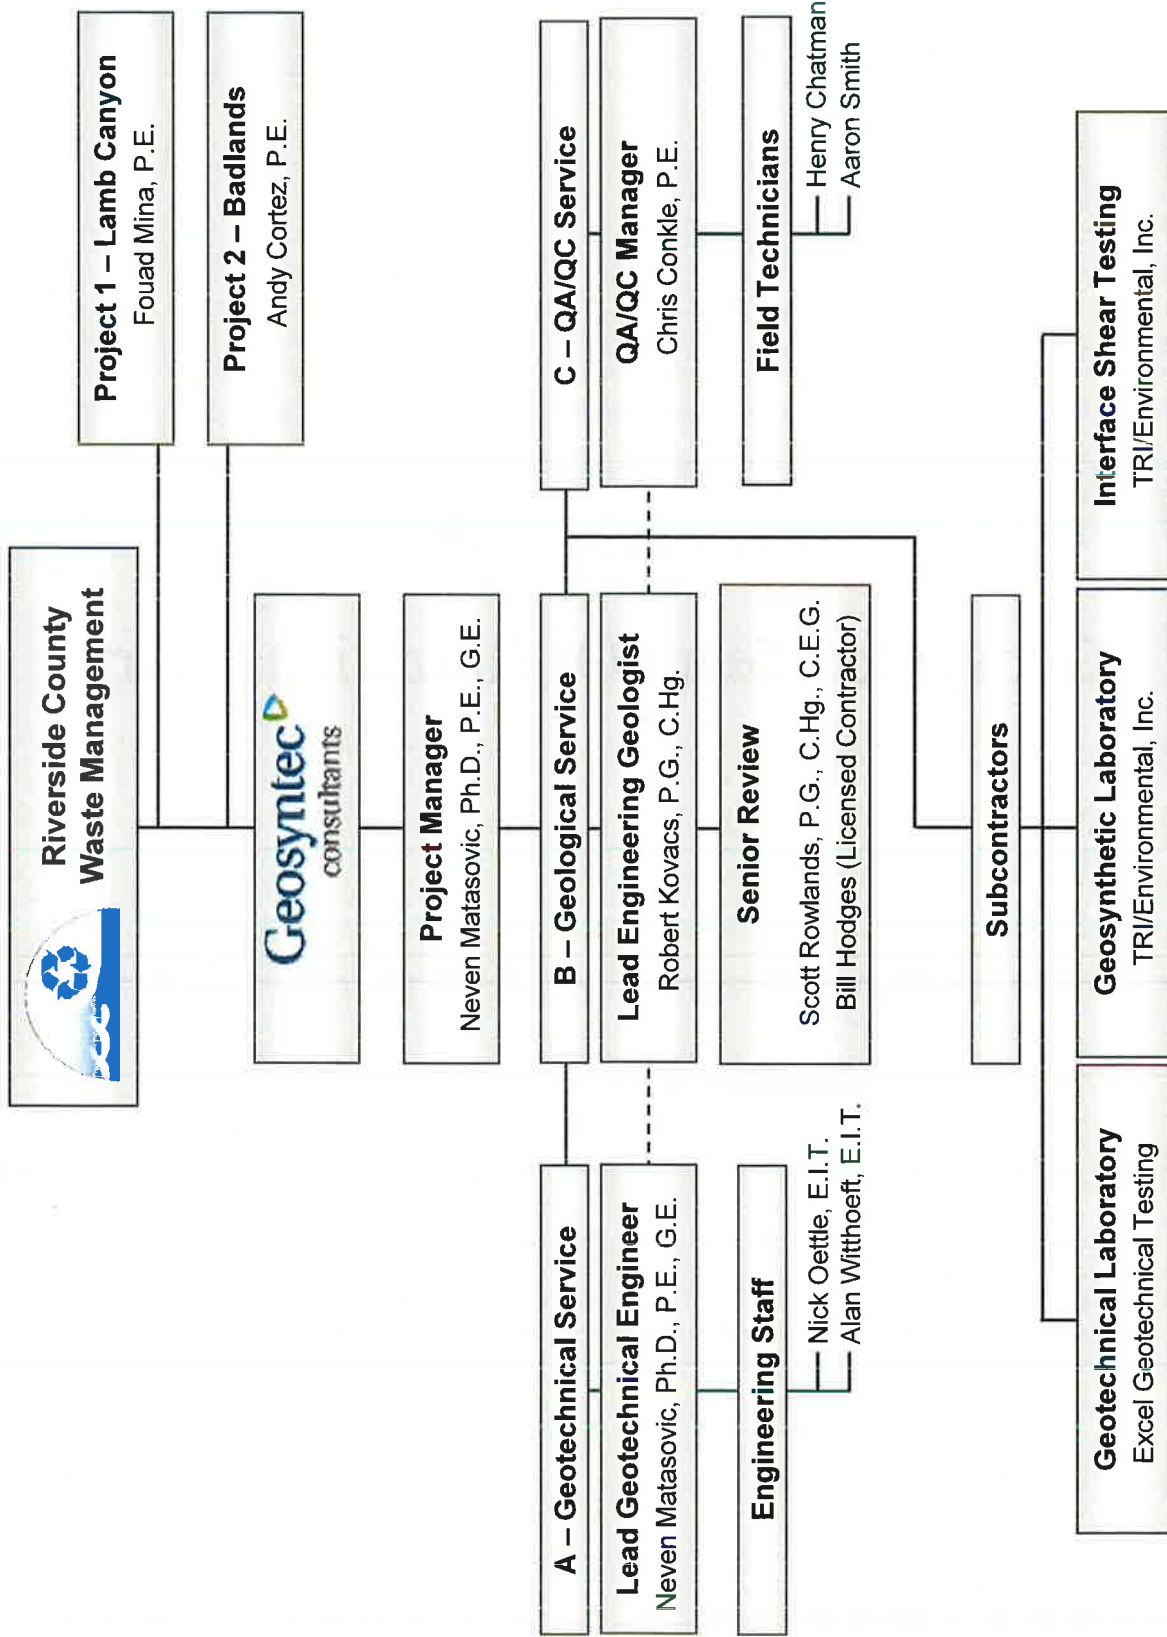 Riverside County
Waste Management
Project 1 – Lamb Canyon
Fouad Mina, P.E.
Project 2 – Badlands
Andy Cortez, P.E.
Geosyntec
consultants
Project Manager
Neven Matasovic, Ph.D., P.E., G.E.
A – Geotechnical Service
Lead Geotechnical Engineer
Neven Matasovic, Ph.D., P.E., G.E.
Engineering Staff
Nick Oettle, E.I.T.
Alan Witthoeft, E.I.T.
B – Geological Service
Lead Engineering Geologist
Robert Kovacs, P.G., C.Hg.
Senior Review
Scott Rowlands, P.G., C.Hg., C.E.G.
Bill Hodges (Licensed Contractor)
C – QA/QC Service
QA/QC Manager
Chris Conkle, P.E.
Field Technicians
Henry Chatman
Aaron Smith
Subcontractors
Geotechnical Laboratory
Excel Geotechnical Testing
Geosynthetic Laboratory
TRI/Environmental, Inc.
Interface Shear Testing
TRI/Environmental, Inc.